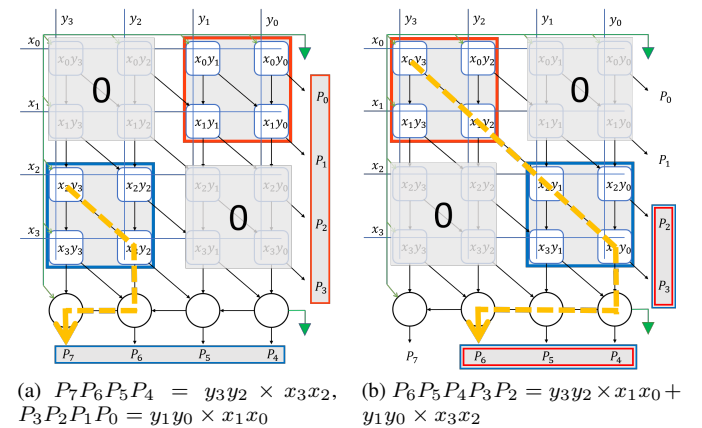 y₃ y₂ y₁ y₀
x₀ x₀y₃ x₀y₂ x₀y₁ x₀y₀
0
P₀
x₁ x₁y₃ x₁y₂ x₁y₁ x₁y₀
P₁
x₂ x₂y₃ x₂y₂ x₂y₁ x₂y₀
0
P₂
x₃ x₃y₃ x₃y₂ x₃y₁ x₃y₀
P₃
P₇ P₆ P₅ P₄
(a) P₇P₆P₅P₄ = y₃y₂ × x₃x₂,
P₃P₂P₁P₀ = y₁y₀ × x₁x₀
y₃ y₂ y₁ y₀
x₀ x₀y₃ x₀y₂ x₀y₁ x₀y₀
0
P₀
x₁ x₁y₃ x₁y₂ x₁y₁ x₁y₀
P₁
x₂ x₂y₃ x₂y₂ x₂y₁ x₂y₀
0
P₂
x₃ x₃y₃ x₃y₂ x₃y₁ x₃y₀
P₃
P₇ P₆ P₅ P₄
(b) P₆P₅P₄P₃P₂ = y₃y₂ × x₁x₀ +
y₁y₀ × x₃x₂